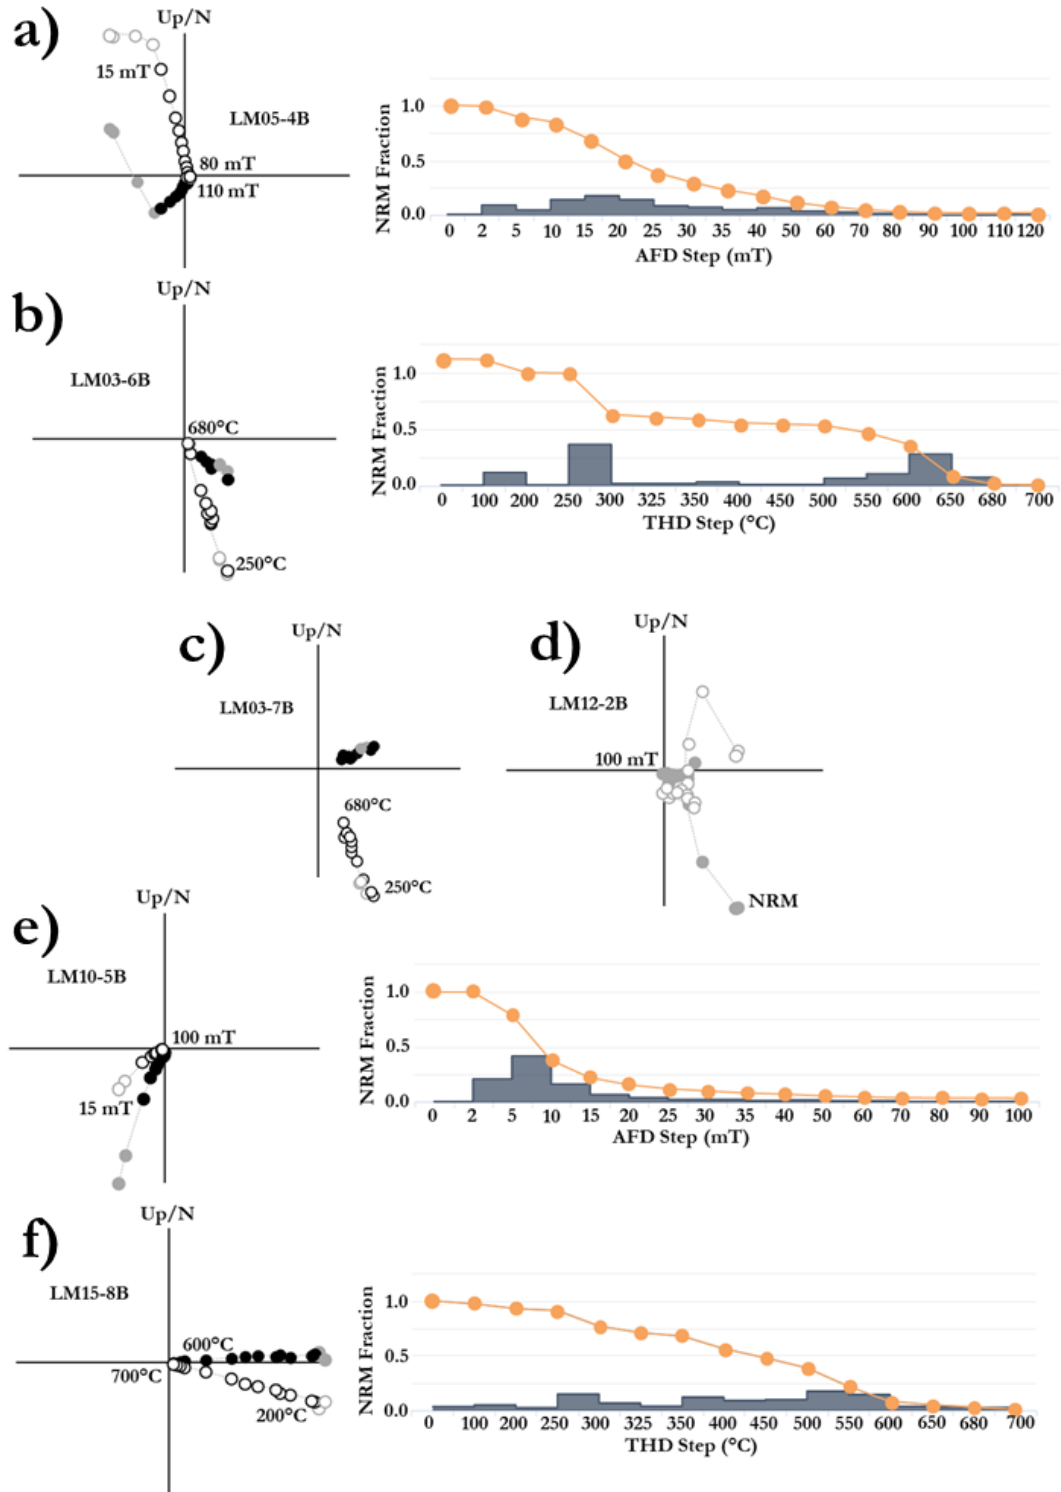 a)
Up/N
15 mT
LM05-4B
80 mT
110 mT
NRM Fraction
1.0
0.5
0.0
0 2 5 10 15 20 25 30 35 40 50 60 70 80 90 100 110 120
AFD Step (mT)
b)
Up/N
LM03-6B
680°C
250°C
NRM Fraction
1.0
0.5
0.0
0 100 200 250 300 325 350 400 450 500 550 600 650 680 700
THD Step (°C)
c)
Up/N
LM03-7B
680°C
250°C
d)
Up/N
LM12-2B
100 mT
NRM
e)
Up/N
LM10-5B
100 mT
15 mT
NRM Fraction
1.0
0.5
0.0
0 2 5 10 15 20 25 30 35 40 50 60 70 80 90 100
AFD Step (mT)
f)
Up/N
LM15-8B
600°C
700°C
200°C
NRM Fraction
1.0
0.5
0.0
0 100 200 250 300 325 350 400 450 500 550 600 650 680 700
THD Step (°C)